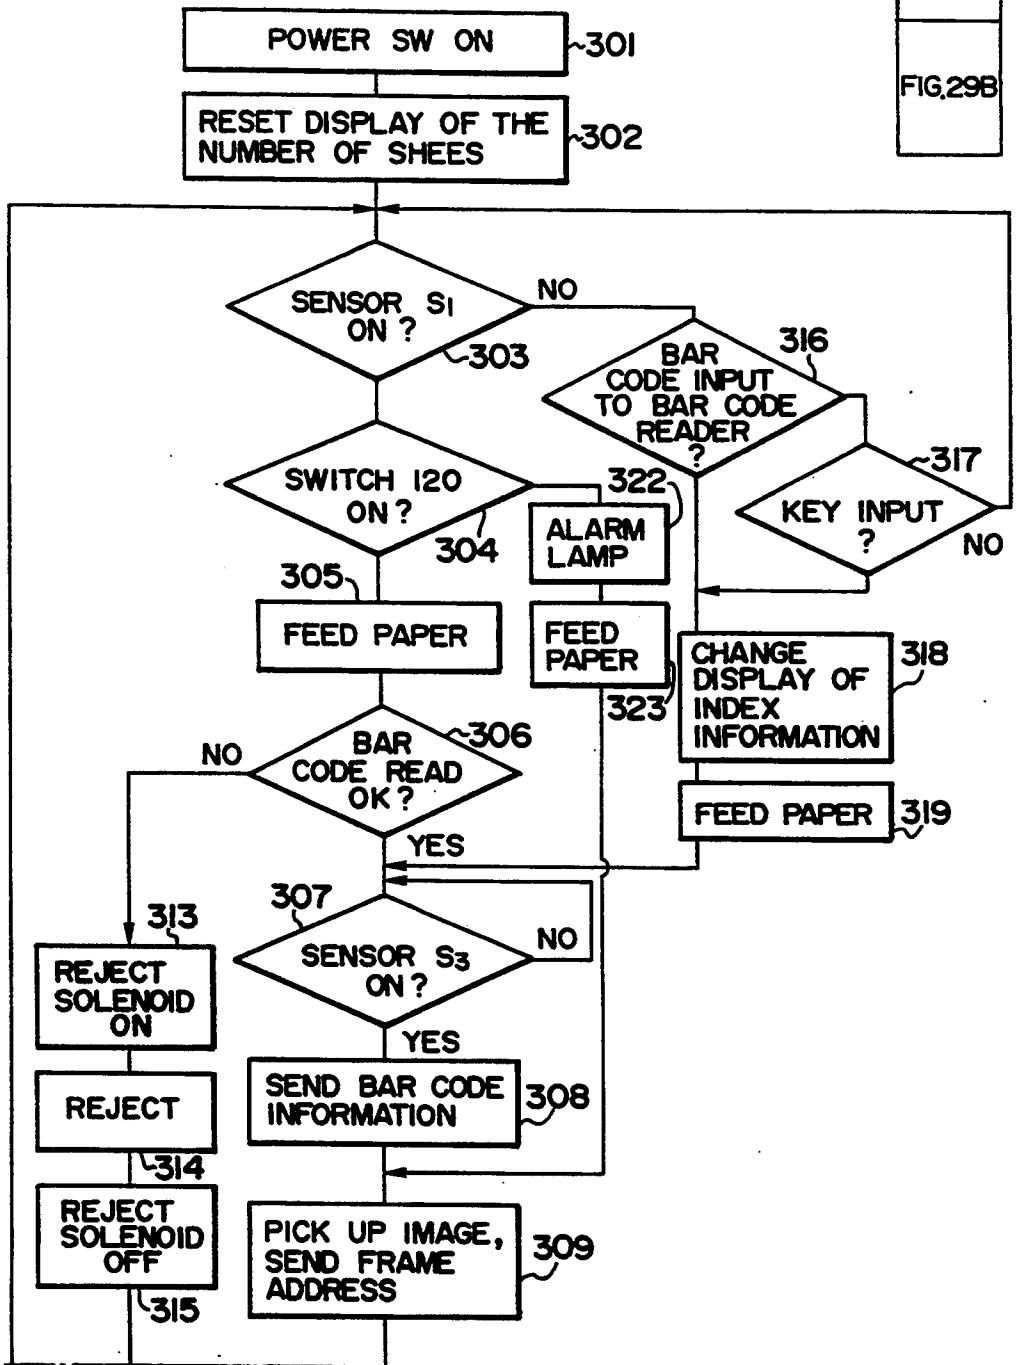 POWER SW ON
301
FIG.29B
RESET DISPLAY OF THE
NUMBER OF SHEES
302
SENSOR S1
ON ?
303
NO
BAR
CODE INPUT
TO BAR CODE
READER
?
316
SWITCH 120
ON ?
304
322
ALARM
LAMP
KEY INPUT
?
317
NO
305
FEED PAPER
FEED
PAPER
323
CHANGE
DISPLAY OF
INDEX
INFORMATION
318
NO
BAR
CODE READ
OK ?
306
FEED PAPER
319
YES
307
SENSOR S3
ON ?
NO
313
REJECT
SOLENOID
ON
YES
SEND BAR CODE
INFORMATION
308
REJECT
314
REJECT
SOLENOID
OFF
315
PICK UP IMAGE,
SEND FRAME
ADDRESS
309